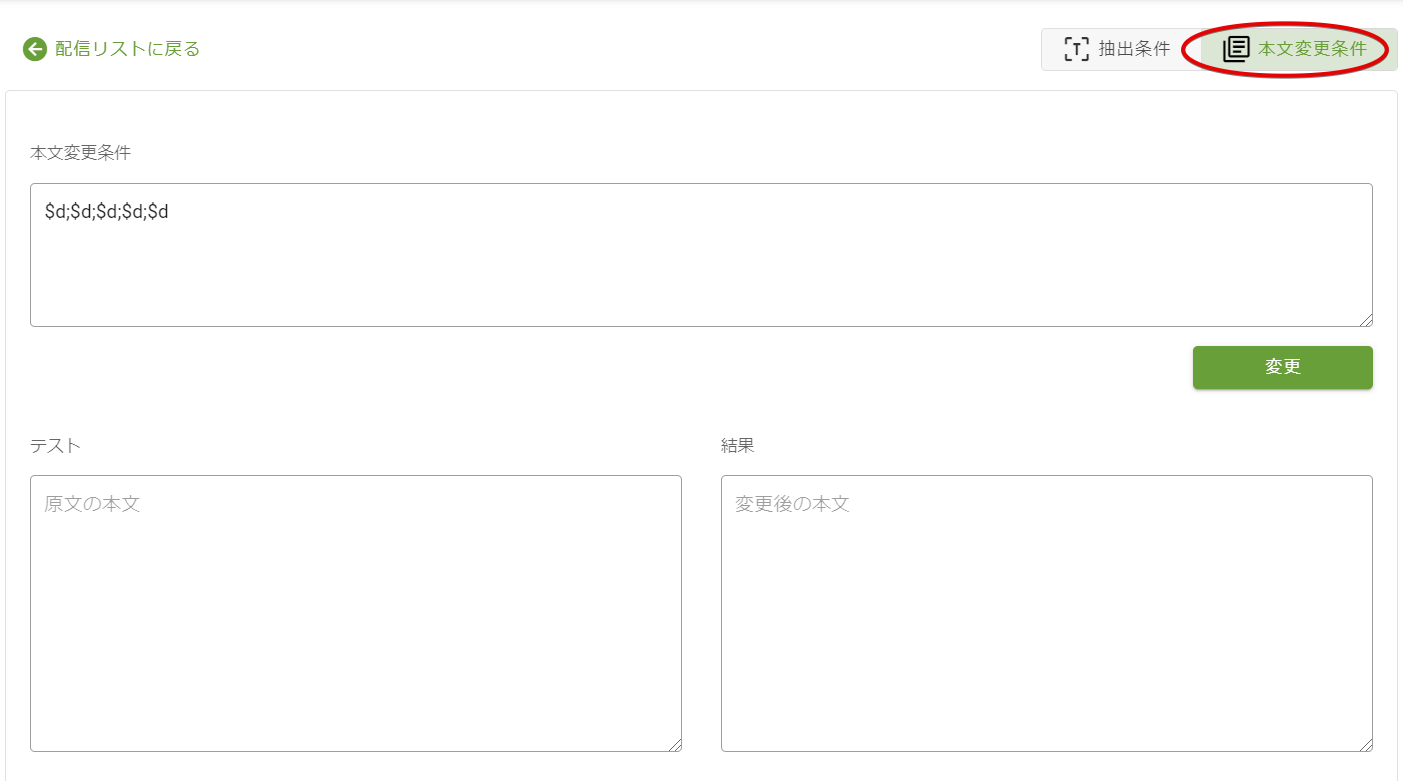 配信リストに戻る
抽出条件
本文変更条件
本文変更条件
$d;$d;$d;$d;$d
変更
テスト
結果
原文の本文
変更後の本文